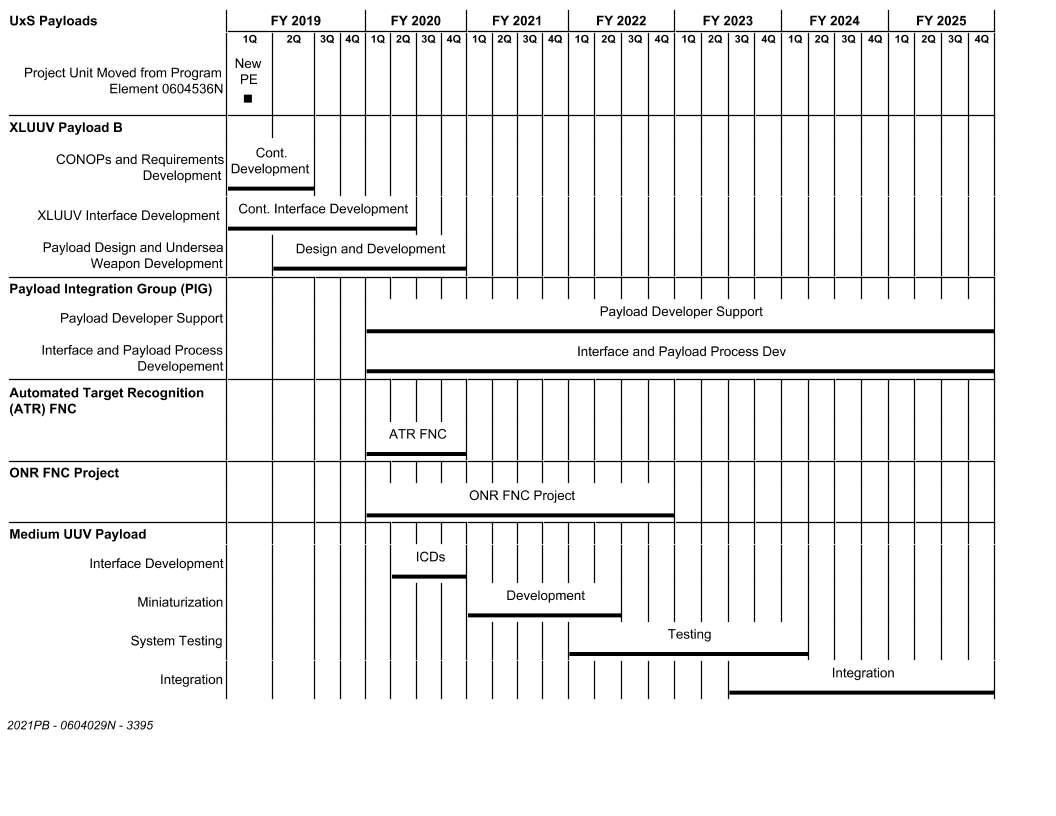 UxS Payloads FY 2019 FY 2020 FY 2021 FY 2022 FY 2023 FY 2024 FY 2025
1Q 2Q 3Q 4Q 1Q 2Q 3Q 4Q 1Q 2Q 3Q 4Q 1Q 2Q 3Q 4Q 1Q 2Q 3Q 4Q 1Q 2Q 3Q 4Q 1Q 2Q 3Q 4Q
Project Unit Moved from Program
Element 0604536N
New
PE
XLUUV Payload B
CONOPs and Requirements
Development
Cont.
Development
XLUUV Interface Development
Cont. Interface Development
Payload Design and Undersea
Weapon Development
Design and Development
Payload Integration Group (PIG)
Payload Developer Support
Payload Developer Support
Interface and Payload Process
Developement
Interface and Payload Process Dev
Automated Target Recognition
(ATR) FNC
ATR FNC
ONR FNC Project
ONR FNC Project
Medium UUV Payload
Interface Development
ICDs
Miniaturization
Development
System Testing
Testing
Integration
Integration
2021PB - 0604029N - 3395